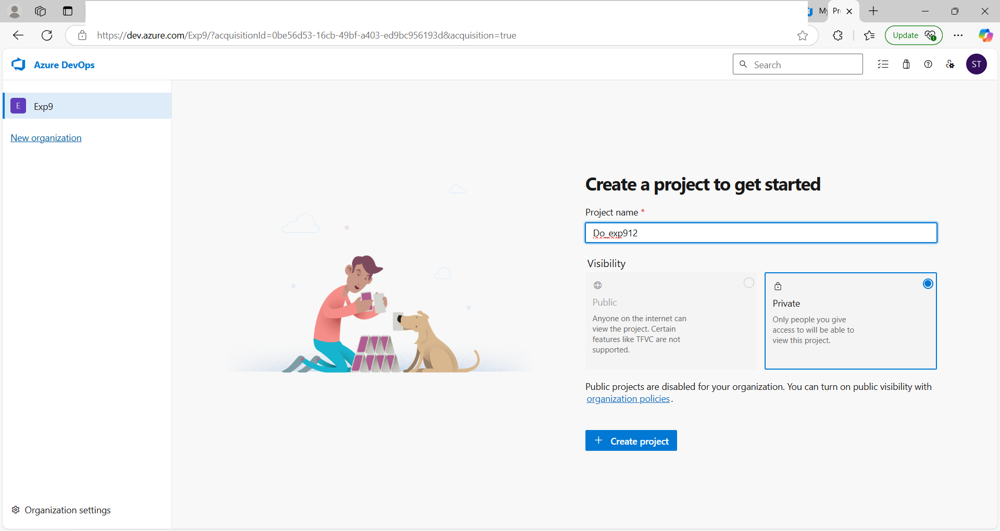 My
Pr
https://dev.azure.com/Exp9/?acquisitionId=0be56d53-16cb-49bf-a403-ed9bc956193d&acquisition=true
Update
Azure DevOps
Search
ST
E
Exp9
New organization
Create a project to get started
Project name *
Do_exp912
Visibility
Public
Anyone on the internet can
view the project. Certain
features like TFVC are not
supported.
Private
Only people you give
access to will be able to
view this project.
Public projects are disabled for your organization. You can turn on public visibility with
organization policies.
+ Create project
Organization settings